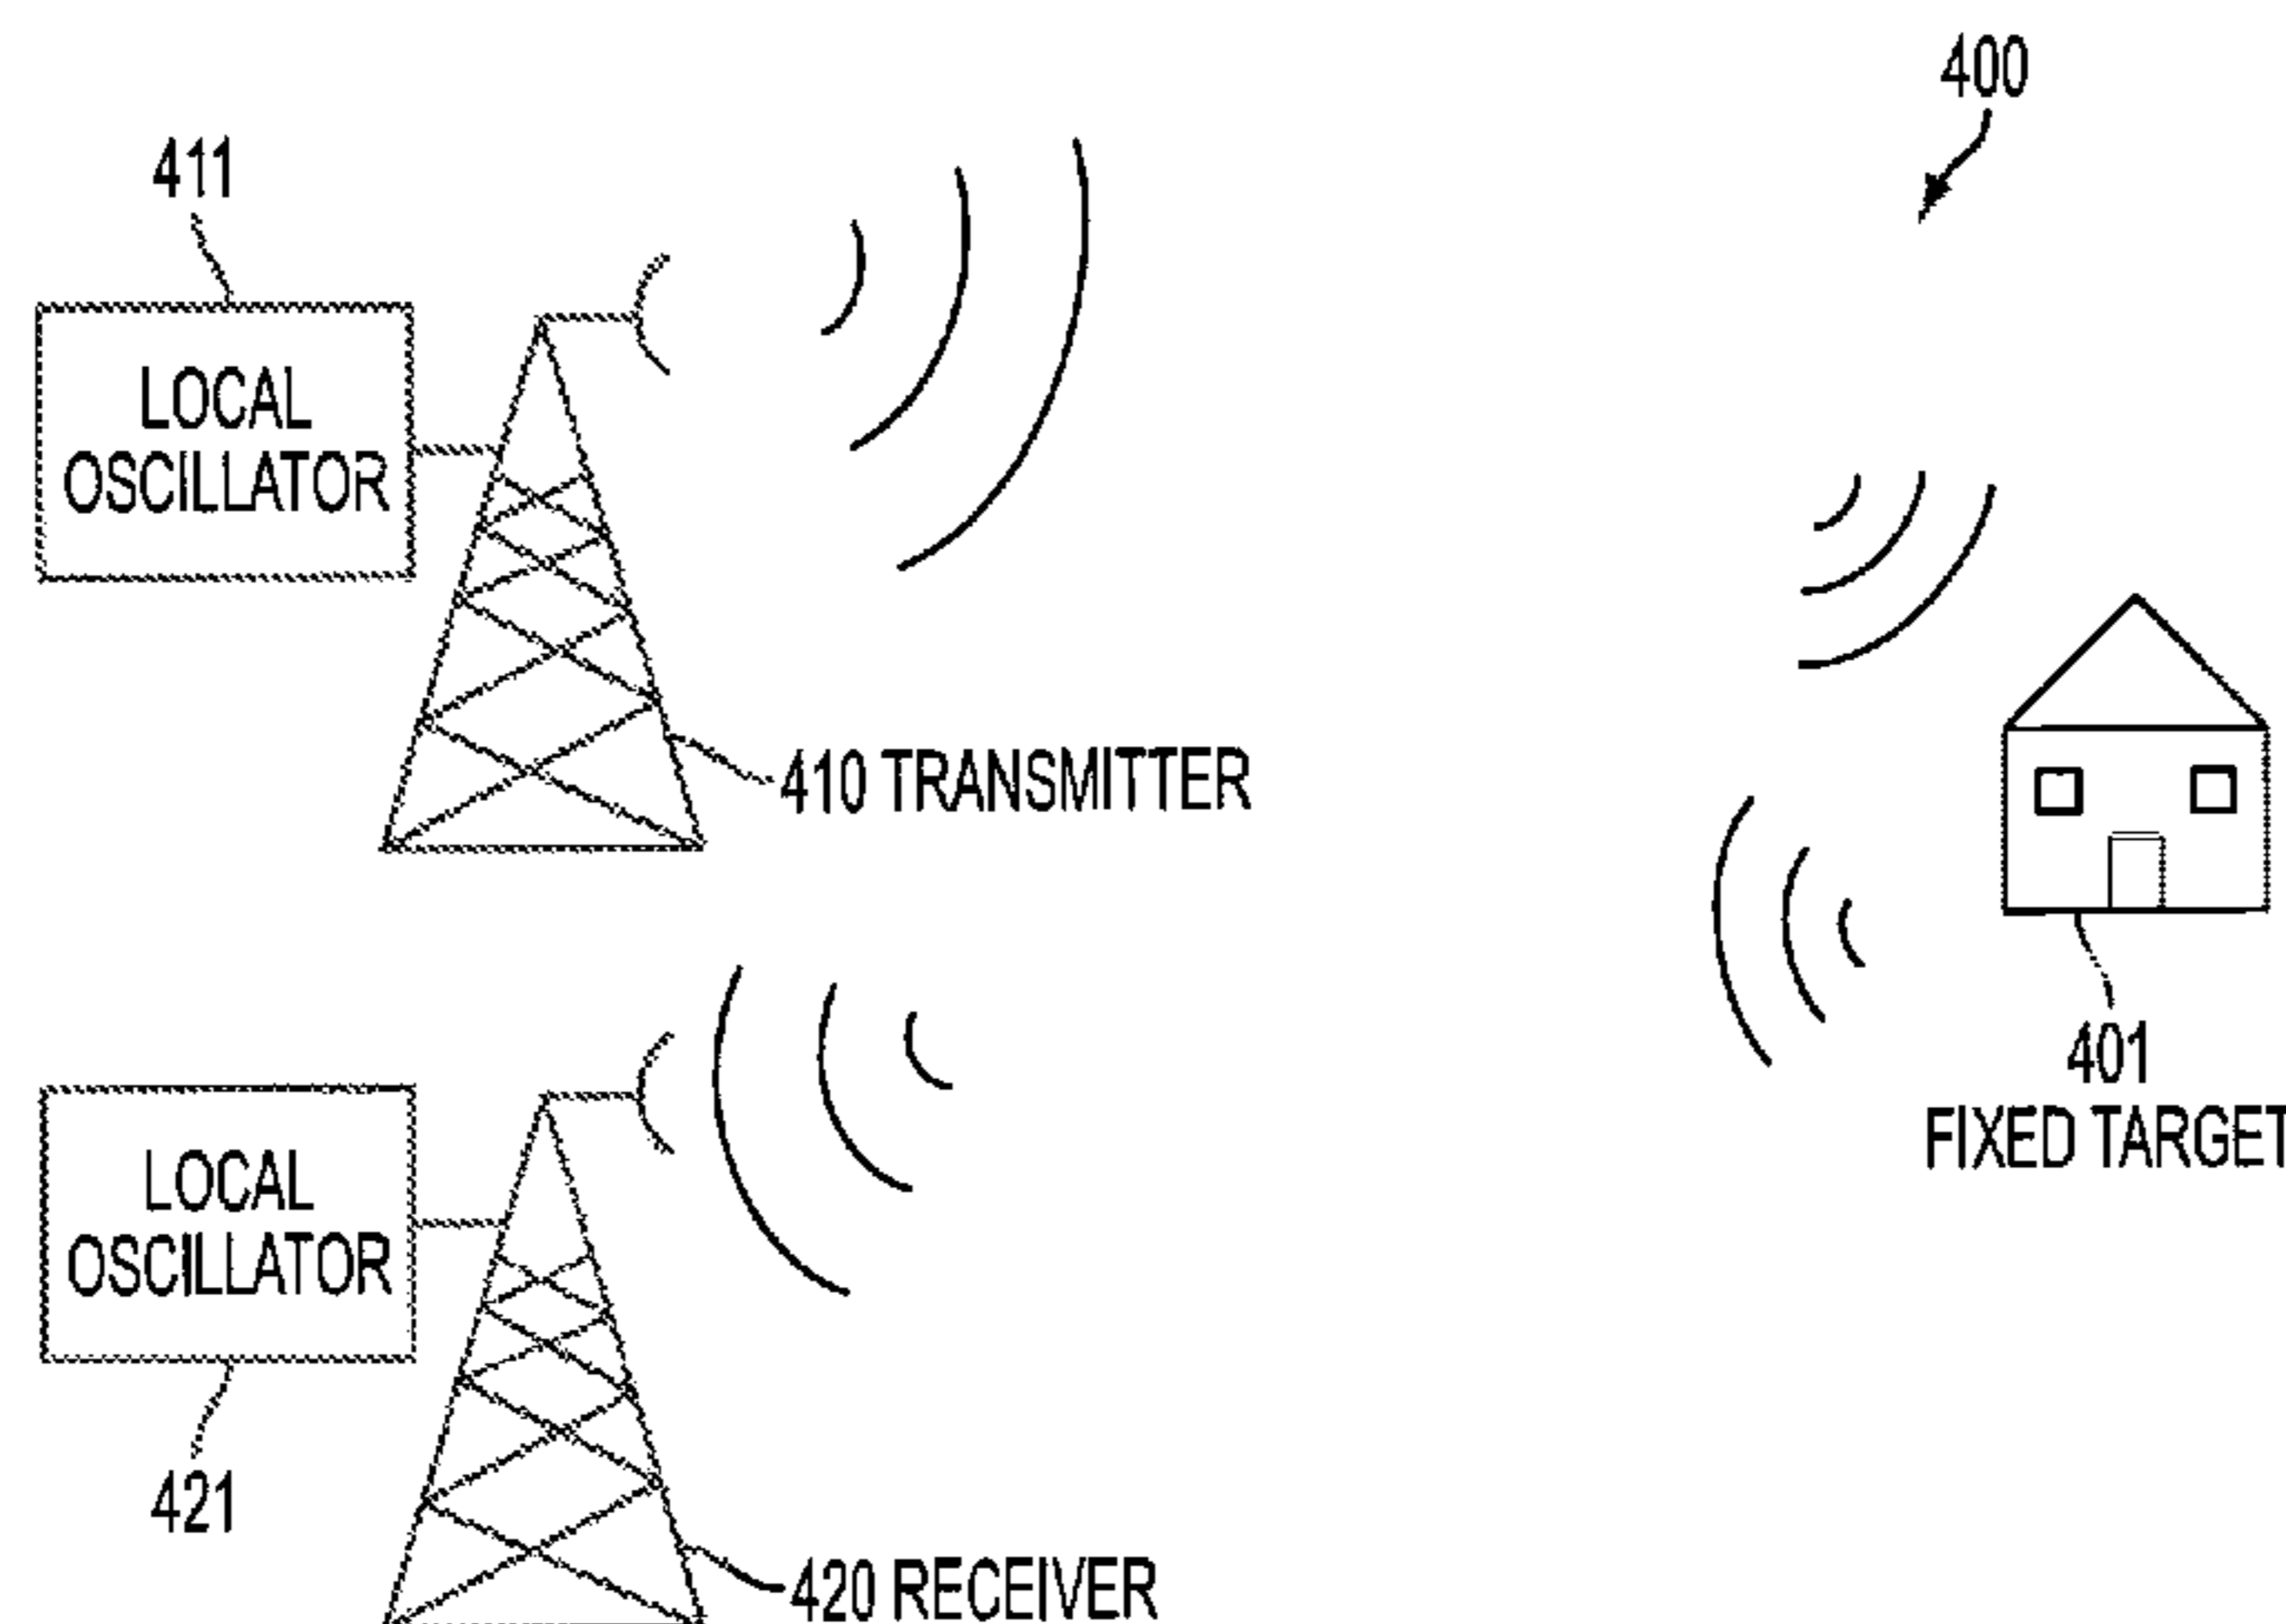 400
411
LOCAL
OSCILLATOR
410 TRANSMITTER
401
FIXED TARGET
LOCAL
OSCILLATOR
421
420 RECEIVER